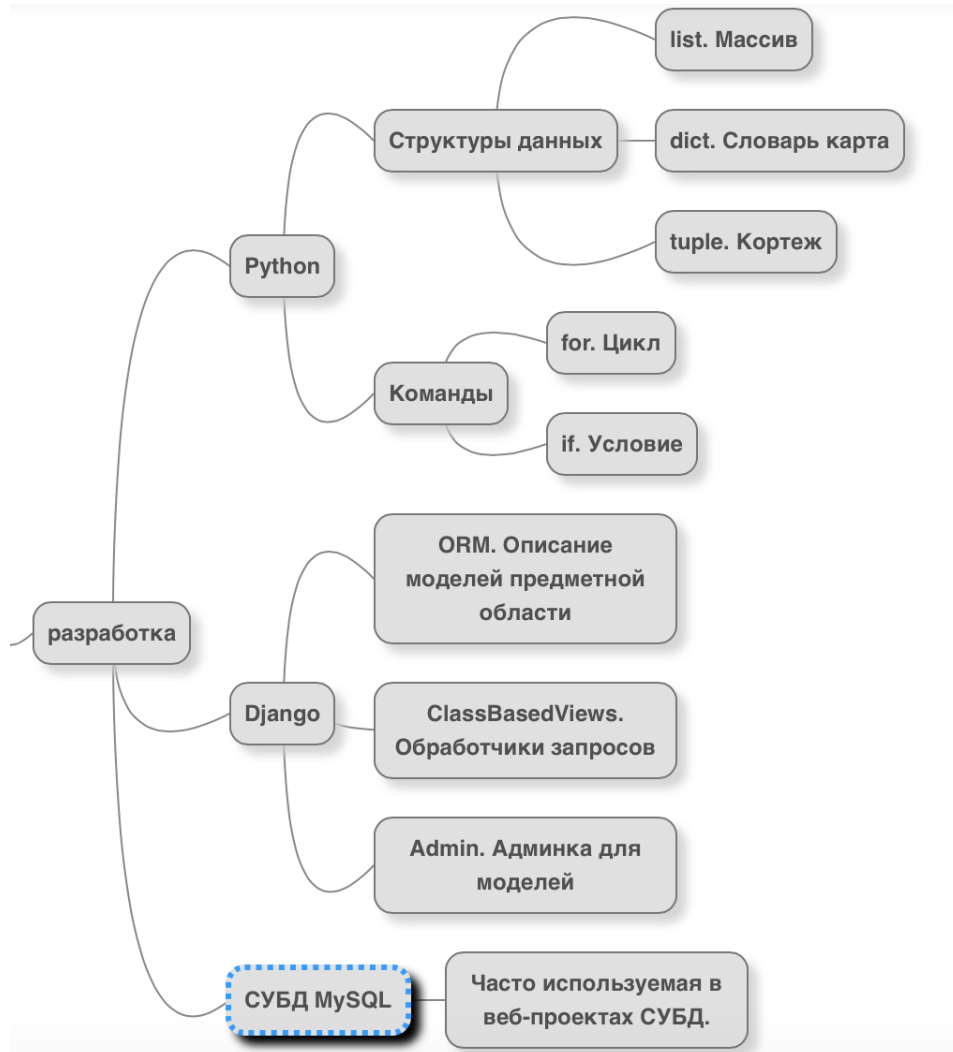 list. Массив
Структуры данных
dict. Словарь карта
tuple. Кортеж
Python
for. Цикл
Команды
if. Условие
ORM. Описание
моделей предметной
области
разработка
Django
ClassBasedViews.
Обработчики запросов
Admin. Админка для
моделей
СУБД MySQL
Часто используемая в
веб-проектах СУБД.